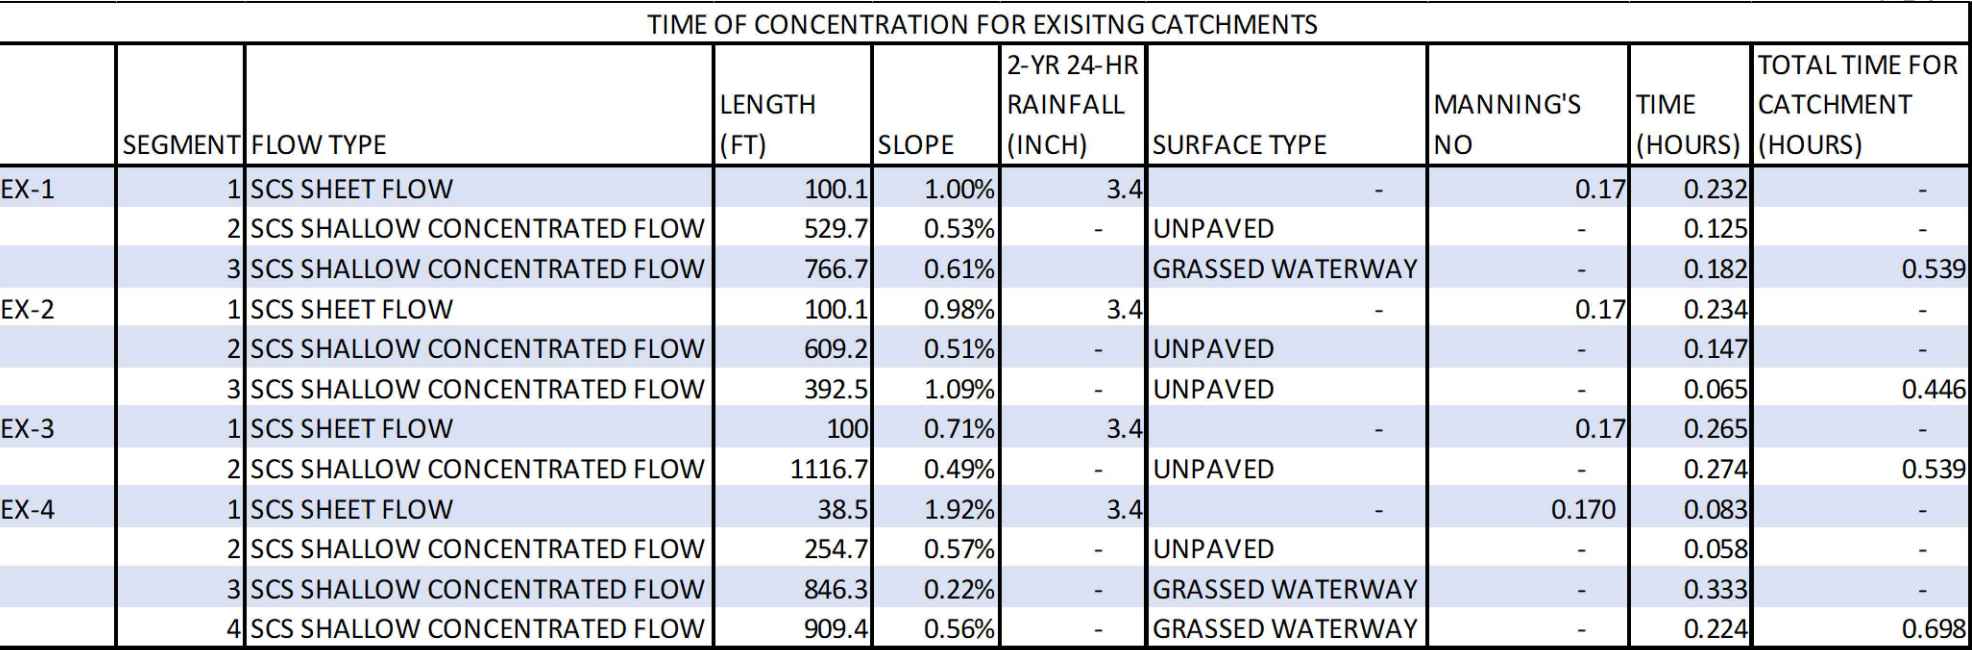 TIME OF CONCENTRATION FOR EXISITNG CATCHMENTS
SEGMENT FLOW TYPE LENGTH (FT) SLOPE 2-YR 24-HR RAINFALL (INCH) SURFACE TYPE MANNING'S NO TIME (HOURS) TOTAL TIME FOR CATCHMENT (HOURS)
EX-1 1 SCS SHEET FLOW 100.1 1.00% 3.4 - 0.17 0.232 -
2 SCS SHALLOW CONCENTRATED FLOW 529.7 0.53% - UNPAVED - 0.125 -
3 SCS SHALLOW CONCENTRATED FLOW 766.7 0.61% GRASSED WATERWAY - 0.182 0.539
EX-2 1 SCS SHEET FLOW 100.1 0.98% 3.4 - 0.17 0.234 -
2 SCS SHALLOW CONCENTRATED FLOW 609.2 0.51% - UNPAVED - 0.147 -
3 SCS SHALLOW CONCENTRATED FLOW 392.5 1.09% - UNPAVED - 0.065 0.446
EX-3 1 SCS SHEET FLOW 100 0.71% 3.4 - 0.17 0.265 -
2 SCS SHALLOW CONCENTRATED FLOW 1116.7 0.49% - UNPAVED - 0.274 0.539
EX-4 1 SCS SHEET FLOW 38.5 1.92% 3.4 - 0.170 0.083 -
2 SCS SHALLOW CONCENTRATED FLOW 254.7 0.57% - UNPAVED - 0.058 -
3 SCS SHALLOW CONCENTRATED FLOW 846.3 0.22% - GRASSED WATERWAY - 0.333 -
4 SCS SHALLOW CONCENTRATED FLOW 909.4 0.56% - GRASSED WATERWAY - 0.224 0.698